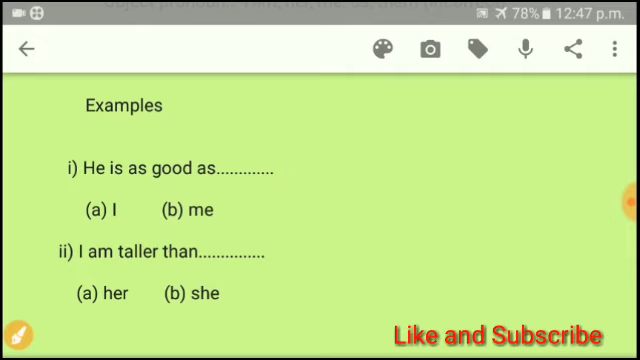 78% 12:47 p.m.
Examples
i) He is as good as.............
(a) I (b) me
ii) I am taller than...............
(a) her (b) she
Like and Subscribe